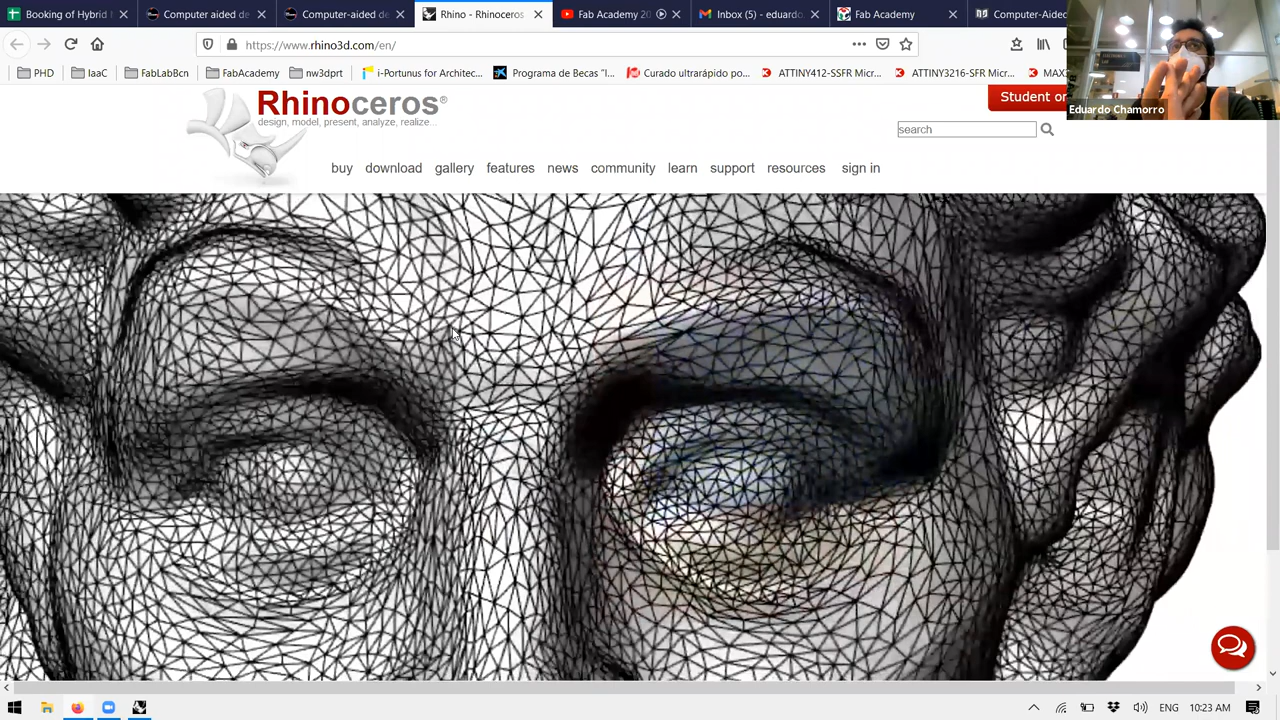 Booking of Hybrid
Computer aided de
Computer-aided de
Rhino - Rhinoceros
Fab Academy 20
Inbox (5) - eduardo
Fab Academy
Computer-Aided
https://www.rhino3d.com/en/
PHD
IaaC
FabLabBcn
FabAcademy
nw3dprt
i-Ponimus for Architec...
Programa de Becas "I...
Curado ultrarápido po...
ATTINY412-SSFR Micr...
ATTINY3216-SFR Micr...
Eduardo Chamorro
Rhinoceros®
design, model, present, analyze, realize...
Student or
search
buy
download
gallery
features
news
community
learn
support
resources
sign in
ENG
10:23 AM